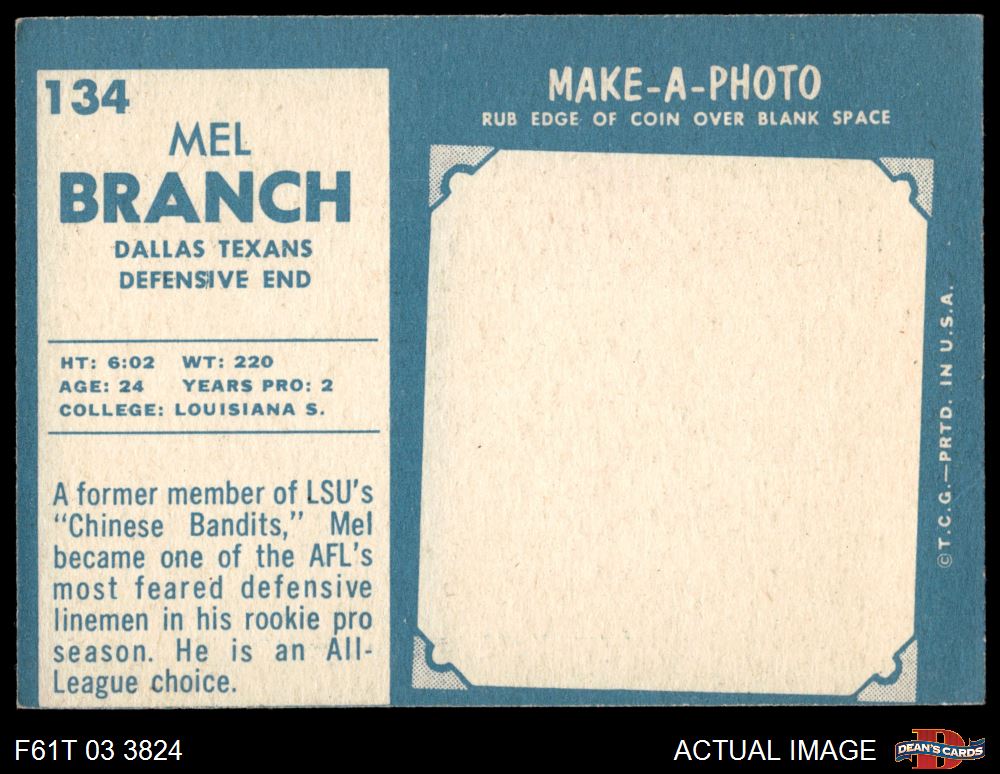 134
MEL
BRANCH
DALLAS TEXANS
DEFENSIVE END
HT: 6:02 WT: 220
AGE: 24 YEARS PRO: 2
COLLEGE: LOUISIANA S.
A former member of LSU's
"Chinese Bandits," Mel
became one of the AFL's
most feared defensive
linemen in his rookie pro
season. He is an All-
League choice.
MAKE-A-PHOTO
RUB EDGE OF COIN OVER BLANK SPACE
©T.C.G.—PRTD. IN U.S.A.
F61T 03 3824
ACTUAL IMAGE
D
DEAN'S CARDS